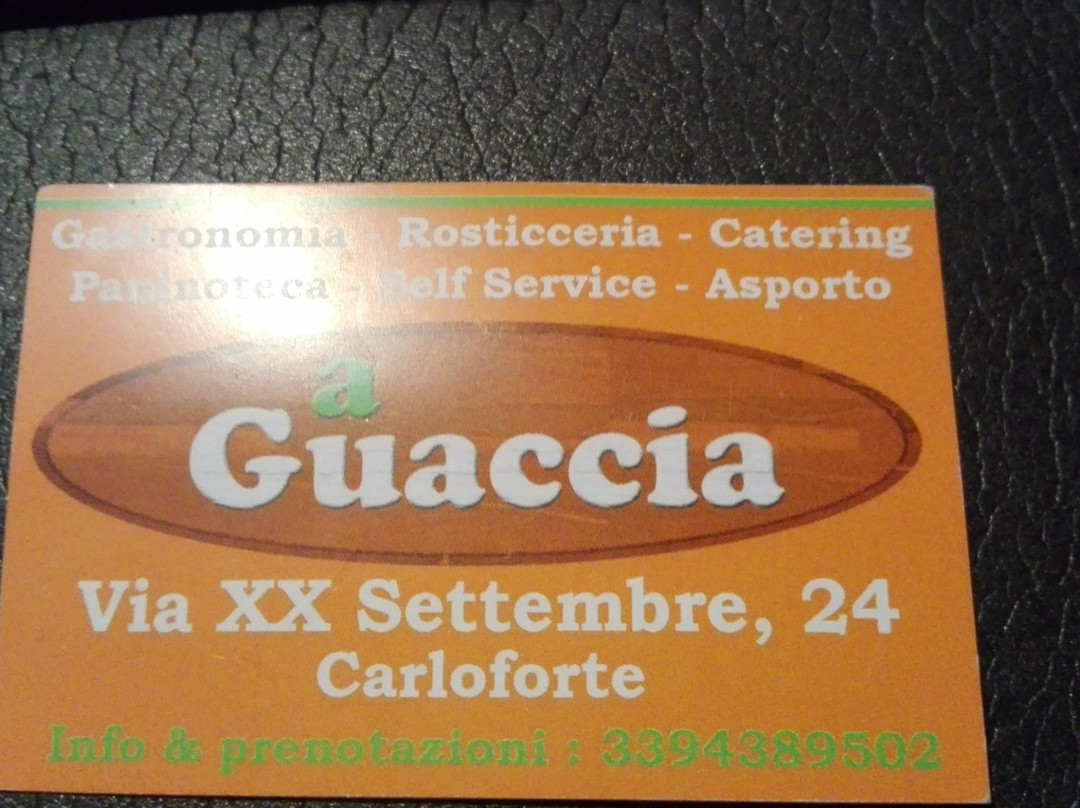 Gastronomia - Rosticceria - Catering
Paninoteca - Self Service - Asporto
a
Guaccia
Via XX Settembre, 24
Carloforte
Info & prenotazioni : 3394389502